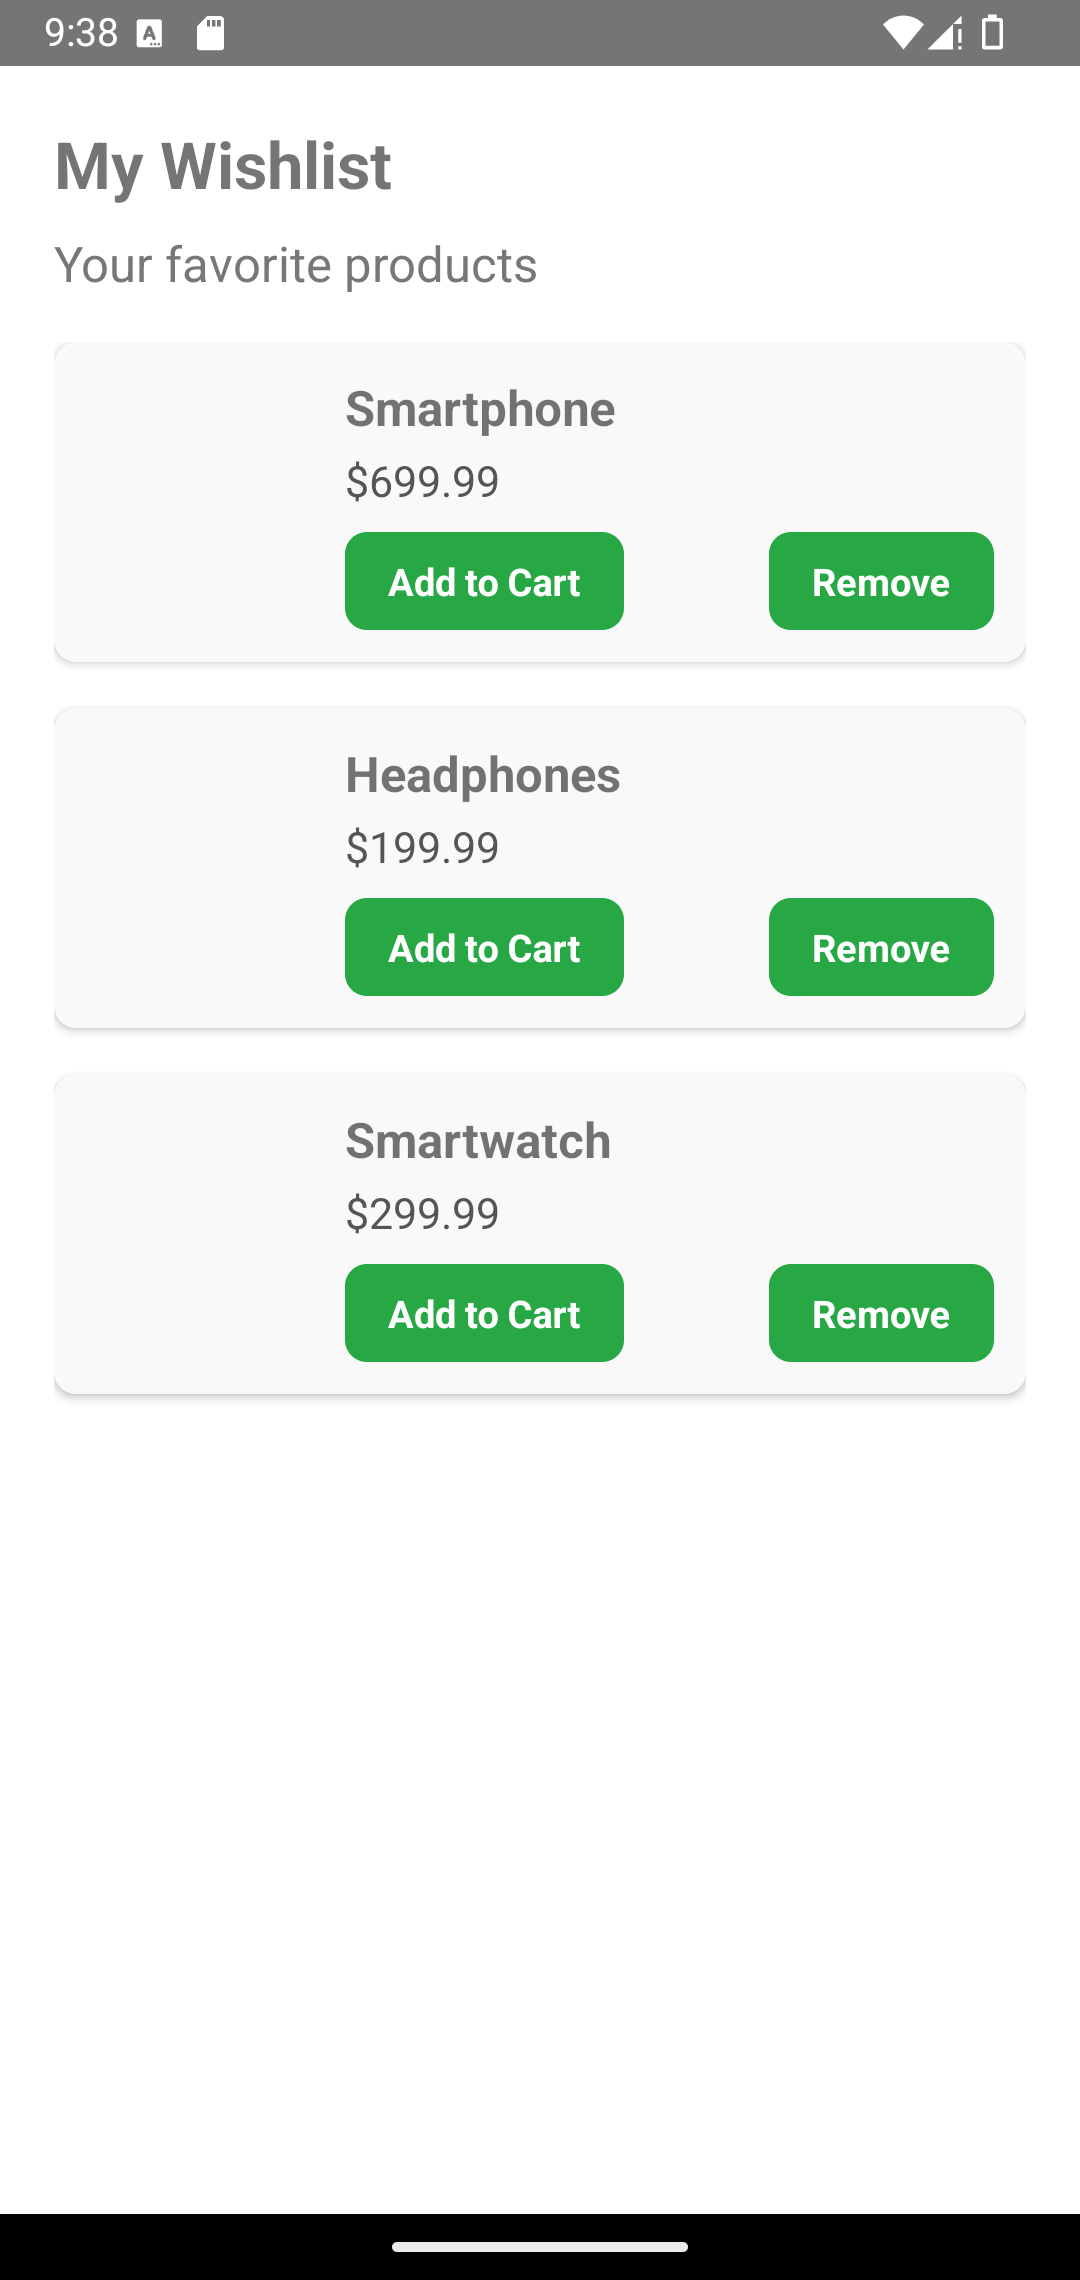 9:38
My Wishlist
Your favorite products
Smartphone
$699.99
Add to Cart Remove
Headphones
$199.99
Add to Cart Remove
Smartwatch
$299.99
Add to Cart Remove